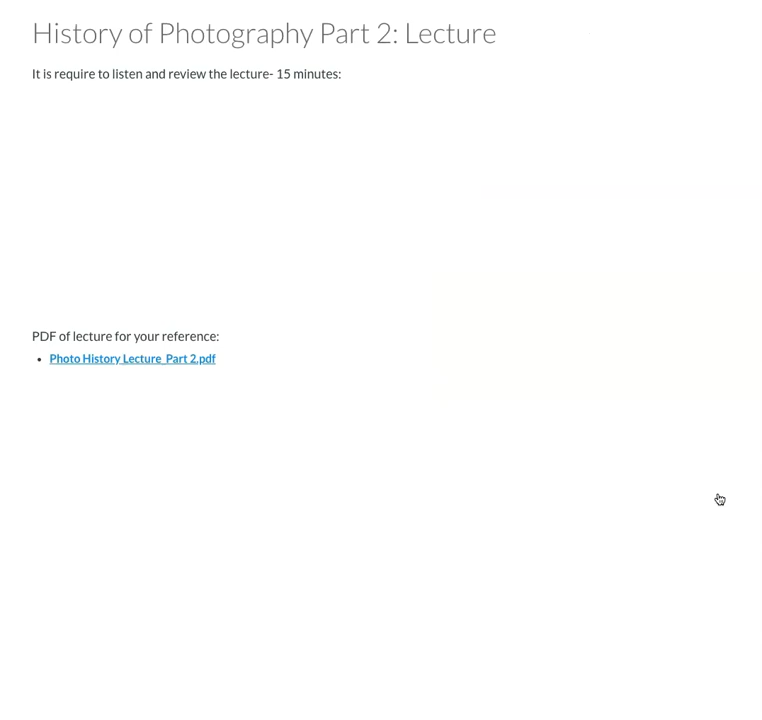 History of Photography Part 2: Lecture
It is require to listen and review the lecture- 15 minutes:
PDF of lecture for your reference:
Photo History Lecture_Part 2.pdf